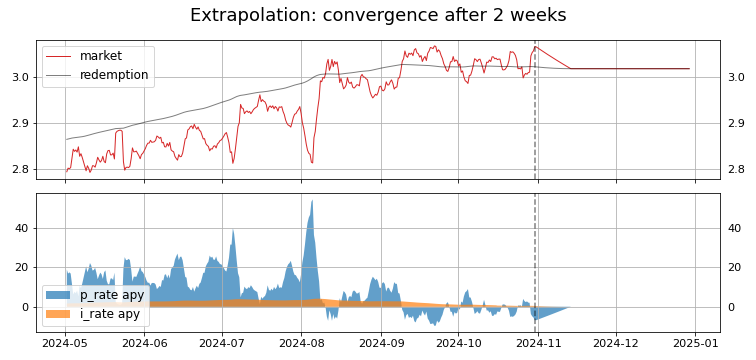 Extrapolation: convergence after 2 weeks
market
redemption
3.0
2.9
2.8
3.0
2.9
2.8
40
20
0
40
20
0
p_rate apy
i_rate apy
2024-05 2024-06 2024-07 2024-08 2024-09 2024-10 2024-11 2024-12 2025-01